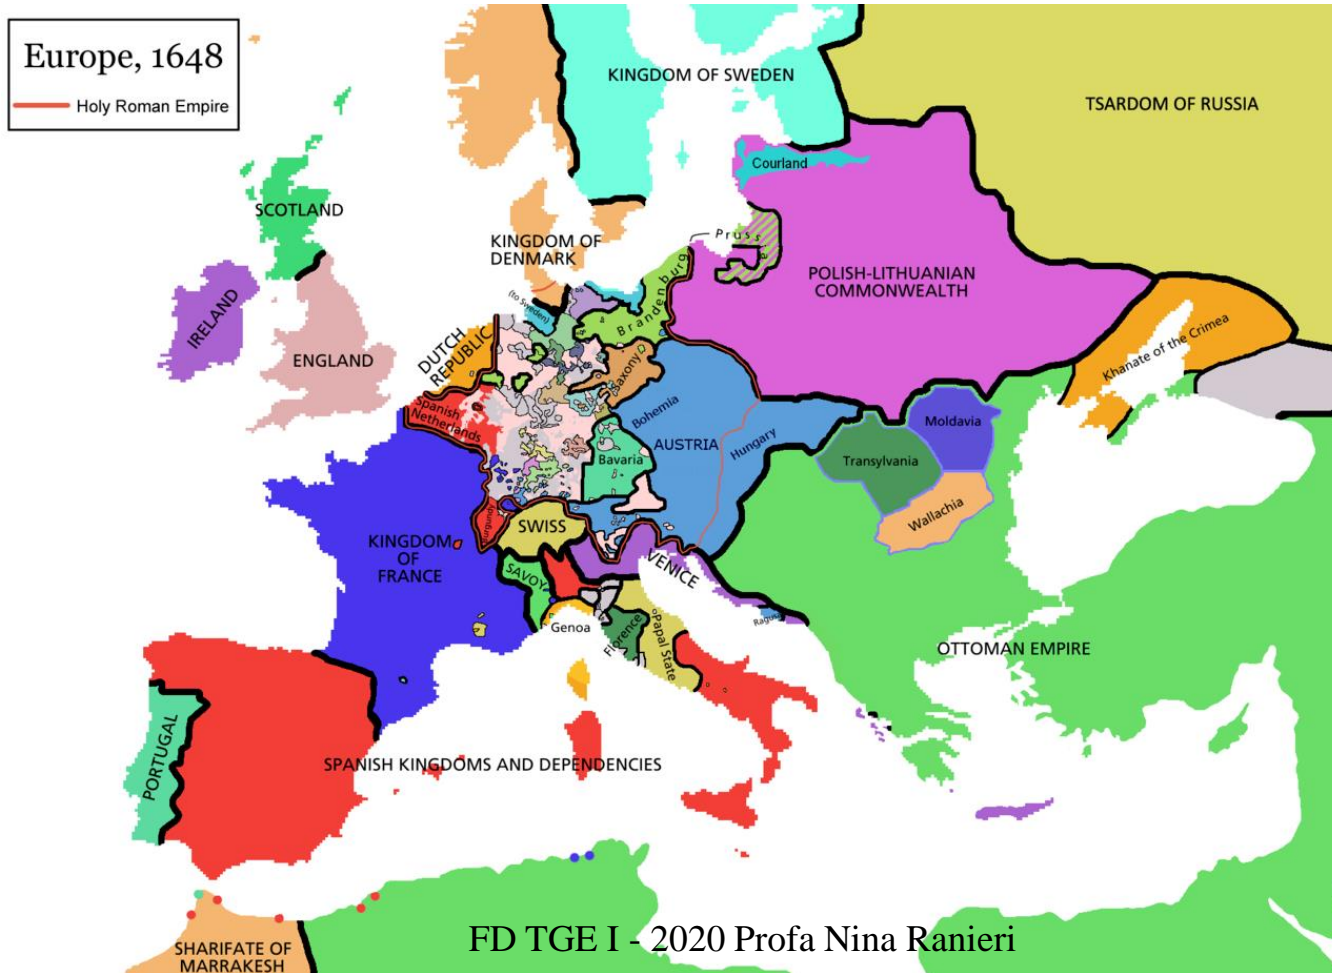 Europe, 1648
Holy Roman Empire
KINGDOM OF SWEDEN
TSARDOM OF RUSSIA
Courland
SCOTLAND
Prussia
KINGDOM OF
DENMARK
POLISH-LITHUANIAN
COMMONWEALTH
IRELAND
(to Sweden)
Brandenburg
ENGLAND
DUTCH
REPUBLIC
Khanate of the Crimea
Saxony
Spanish
Netherlands
Bohemia
Moldavia
AUSTRIA
Hungary
Bavaria
Transylvania
Burgundy
Wallachia
SWISS
KINGDOM
OF
FRANCE
VENICE
SAVOY
Ragusa
Genoa
Florence
Papal State
OTTOMAN EMPIRE
PORTUGAL
SPANISH KINGDOMS AND DEPENDENCIES
FD TGE I - 2020 Profa Nina Ranieri
SHARIFATE OF
MARRAKESH